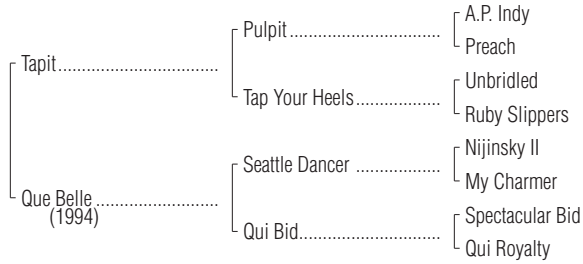 A.P. Indy
Pulpit
Preach
Tapit
Unbridled
Tap Your Heels
Ruby Slippers
Nijinsky II
Seattle Dancer
My Charmer
Que Belle
(1994)
Spectacular Bid
Qui Bid
Qui Royalty